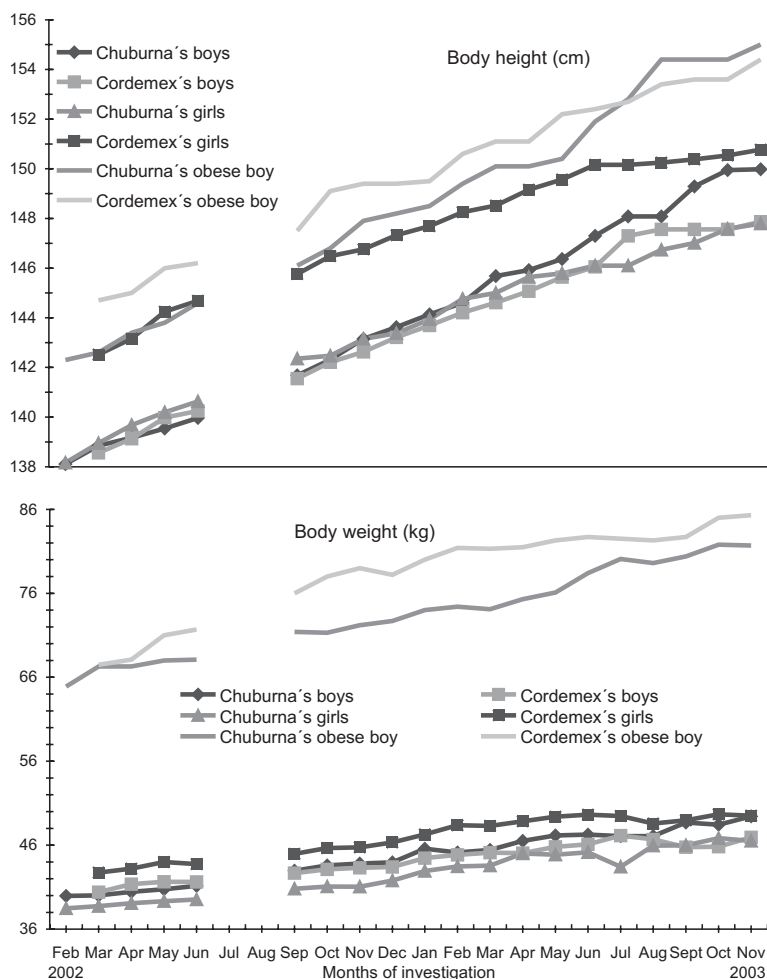 156
154
152
150
148
146
144
142
140
138
Chuburna´s boys
Cordemex´s boys
Chuburna´s girls
Cordemex´s girls
Chuburna´s obese boy
Cordemex´s obese boy
Body height (cm)
86
76
66
56
46
36
Body weight (kg)
Chuburna´s boys Cordemex´s boys
Chuburna´s girls Cordemex´s girls
Chuburna´s obese boy Cordemex´s obese boy
Feb Mar Apr May Jun Jul Aug Sep Oct Nov Dec Jan Feb Mar Apr May Jun Jul Aug Sept Oct Nov
2002 Months of investigation 2003